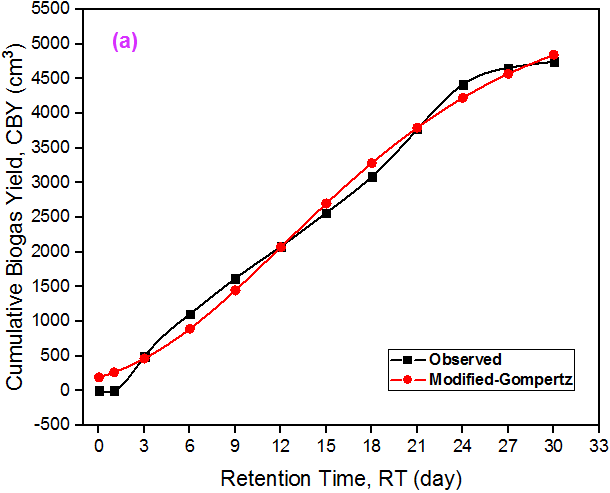 (a)
Cumulative Biogas Yield, CBY (cm³)
5500
5000
4500
4000
3500
3000
2500
2000
1500
1000
500
0
-500
Observed
Modified-Gompertz
0 3 6 9 12 15 18 21 24 27 30 33
Retention Time, RT (day)